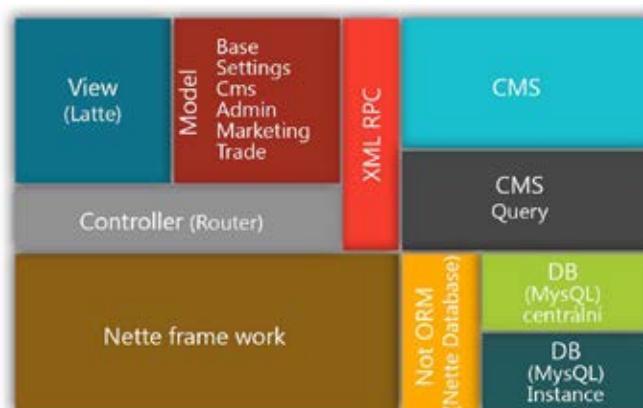 View
(Latte)
Model
Base
Settings
Cms
Admin
Marketing
Trade
XML RPC
CMS
Controller (Router)
CMS
Query
Nette frame work
Not ORM
(Nette Database)
DB
(MysQL)
centrální
DB
(MysQL)
Instance